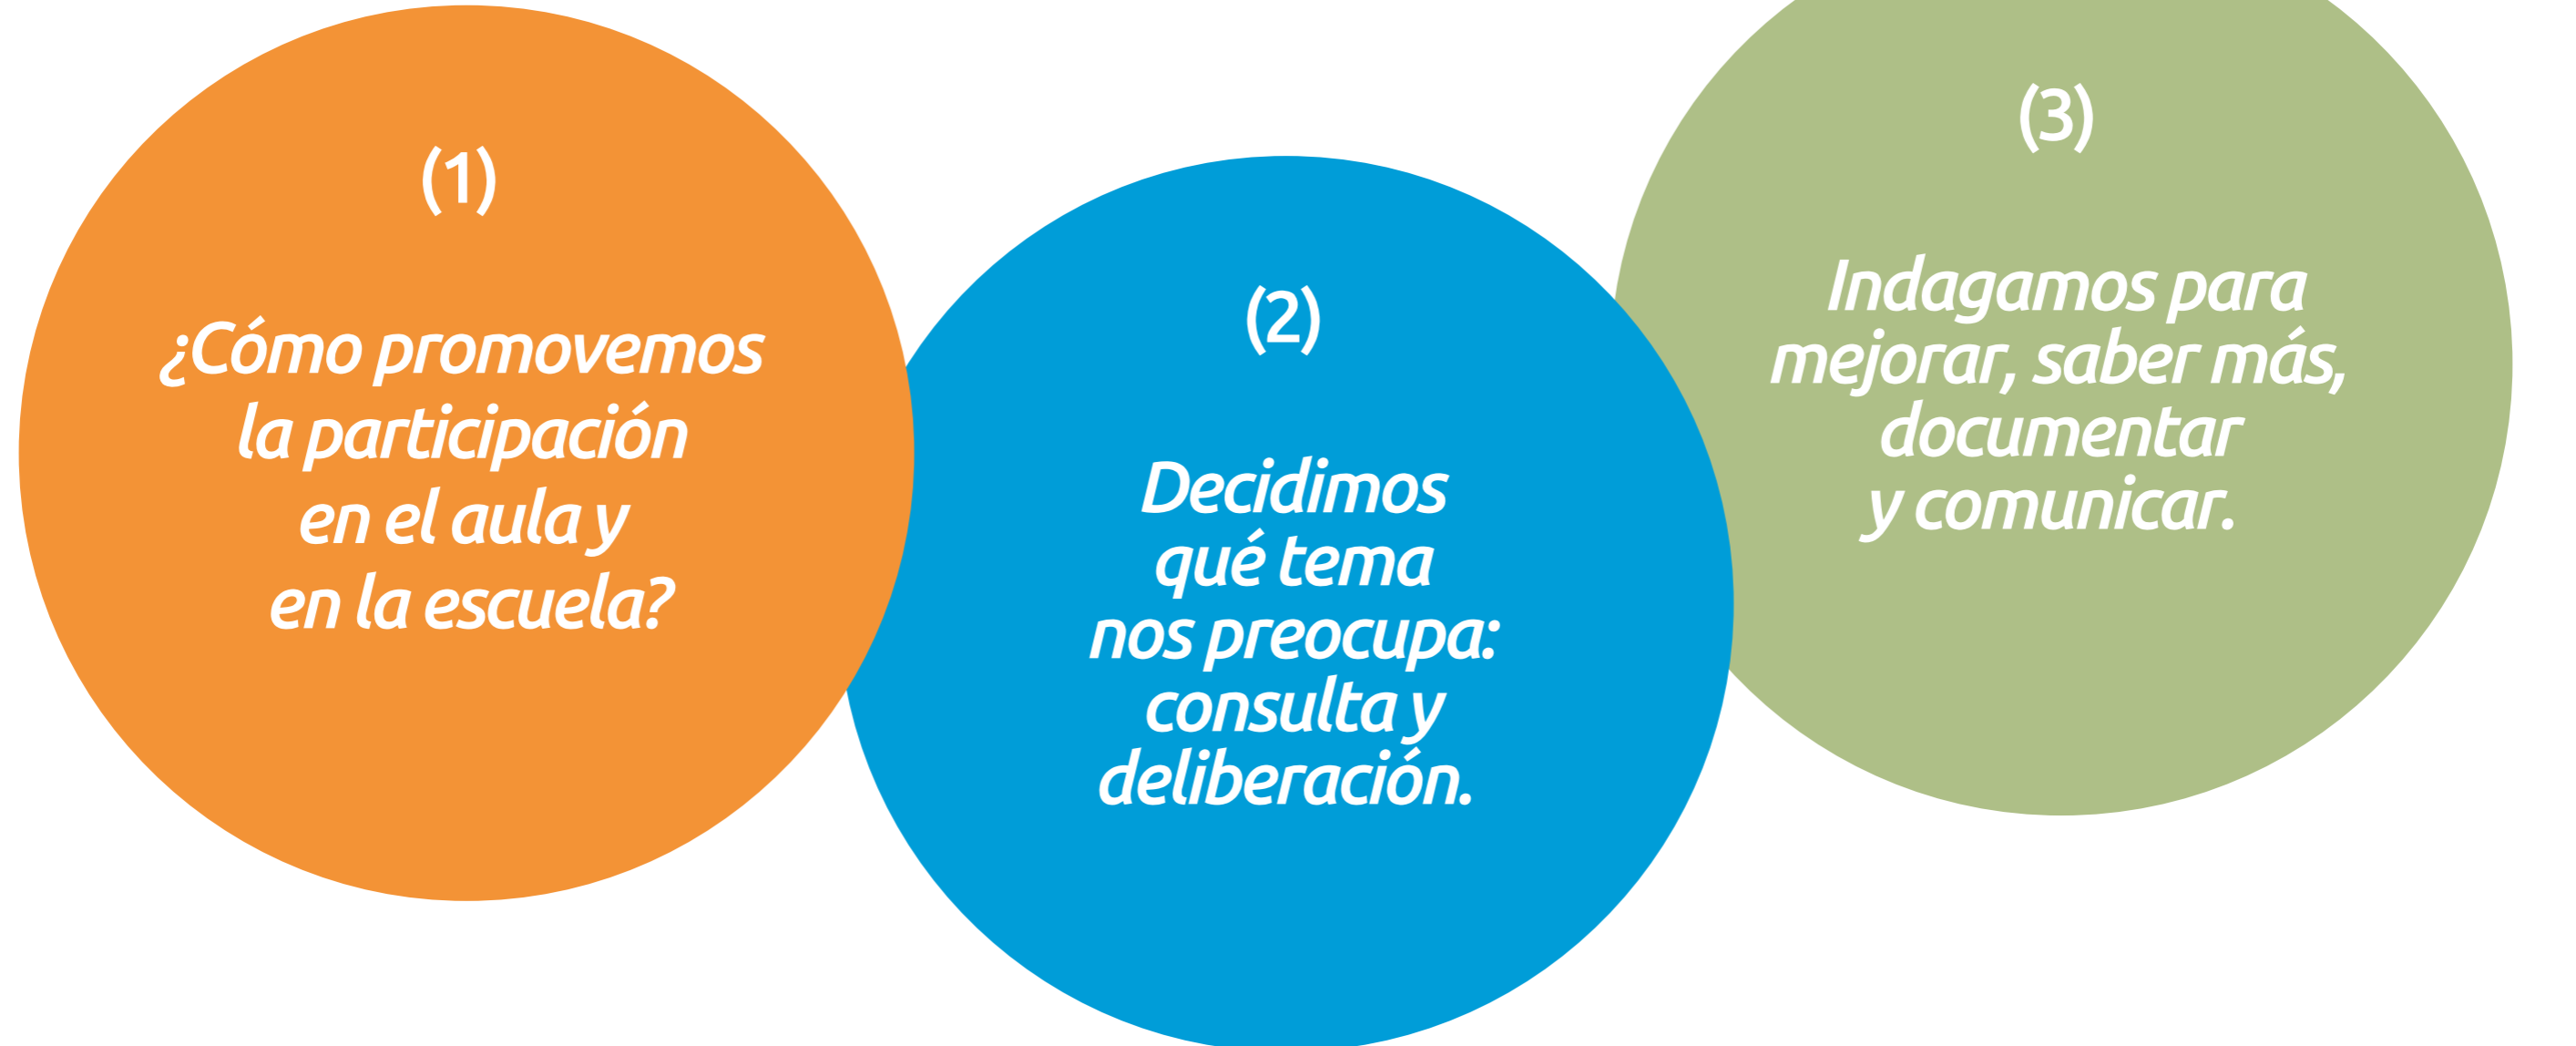 (1)
¿Cómo promovemos
la participación
en el aula y
en la escuela?
(2)
Decidimos
qué tema
nos preocupa:
consulta y
deliberación.
(3)
Indagamos para
mejorar, saber más,
documentar
y comunicar.